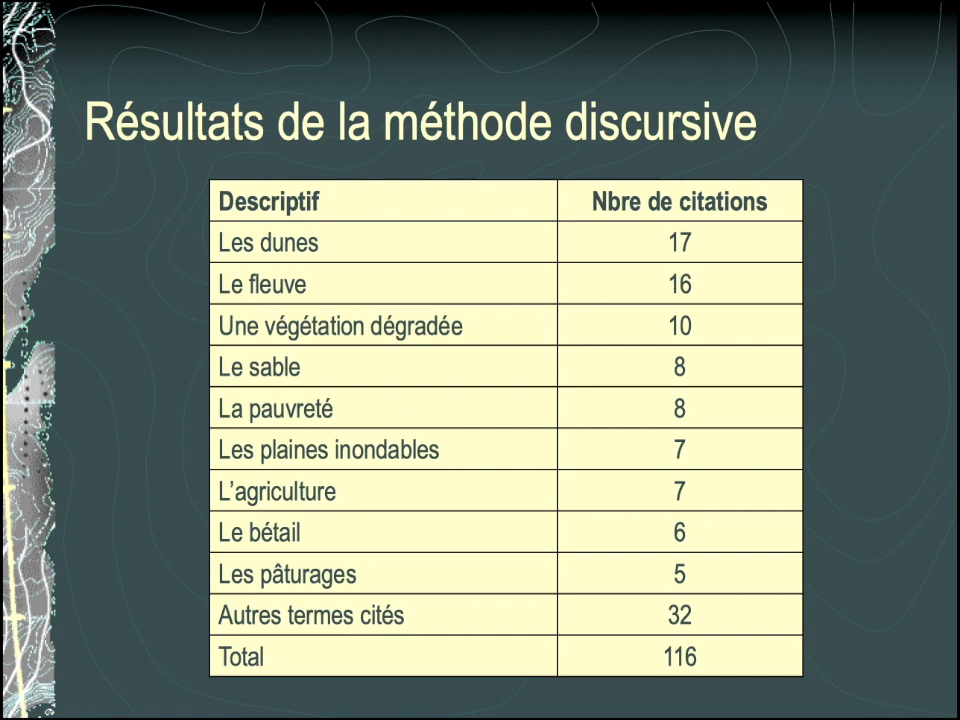 Résultats de la méthode discursive
Descriptif Nbre de citations
Les dunes 17
Le fleuve 16
Une végétation dégradée 10
Le sable 8
La pauvreté 8
Les plaines inondables 7
L’agriculture 7
Le bétail 6
Les pâturages 5
Autres termes cités 32
Total 116